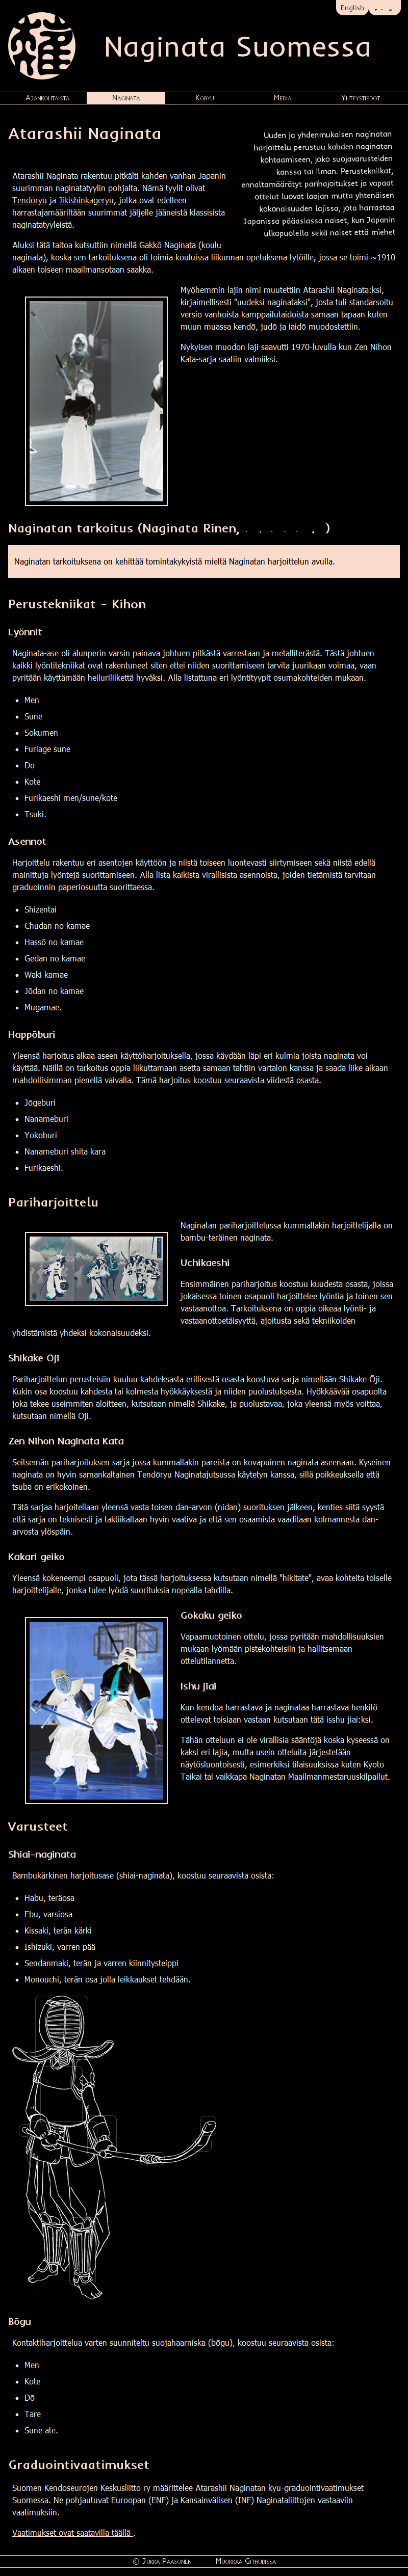 English
Naginata Suomessa
Ajankohtaista Naginata Koryu Media Yhteystiedot
Atarashii Naginata
Uuden ja yhdenmukaisen naginatan
harjoittelu perustuu kahden naginatan
kohtaamiseen, joko suojavarusteiden
kanssa tai ilman. Perustekniikat,
ennaltamäärätyt pariharjoitukset ja vapaat
ottelut luovat laajan mutta yhtenäisen
kokonaisuuden lajissa, jota harrastaa
Japanissa pääasiassa naiset, kun Japanin
ulkopuolella sekä naiset että miehet
Atarashii Naginata rakentuu pitkälti kahden vanhan Japanin
suurimman naginatatyylin pohjalta. Nämä tyylit olivat
Tendōryū ja Jikishinkageryū, jotka ovat edelleen
harrastajamääriltään suurimmat jäljelle jääneistä klassisista
naginatatyyleistä.
Aluksi tätä taitoa kutsuttiin nimellä Gakkō Naginata (koulu
naginata), koska sen tarkoituksena oli toimia kouluissa liikunnan opetuksena tytöille, jossa se toimi ~1910
alkaen toiseen maailmansotaan saakka.
Myöhemmin lajin nimi muutettiin Atarashii Naginata:ksi,
kirjaimellisesti "uudeksi naginataksi", josta tuli standarsoitu
versio vanhoista kamppailutaidoista samaan tapaan kuten
muun muassa kendō, judō ja iaidō muodostettiin.
Nykyisen muodon laji saavutti 1970-luvulla kun Zen Nihon
Kata-sarja saatiin valmiiksi.
Naginatan tarkoitus (Naginata Rinen, )
Naginatan tarkoituksena on kehittää tomintakykyistä mieltä Naginatan harjoittelun avulla.
Perustekniikat - Kihon
Lyönnit
Naginata-ase oli alunperin varsin painava johtuen pitkästä varrestaan ja metalliterästä. Tästä johtuen
kaikki lyöntitekniikat ovat rakentuneet siten ettei niiden suorittamiseen tarvita juurikaan voimaa, vaan
pyritään käyttämään heiluriliikettä hyväksi. Alla listattuna eri lyöntityypit osumakohteiden mukaan.
Men
Sune
Sokumen
Furiage sune
Dō
Kote
Furikaeshi men/sune/kote
Tsuki.
Asennot
Harjoittelu rakentuu eri asentojen käyttöön ja niistä toiseen luontevasti siirtymiseen sekä niistä edellä
mainittuja lyöntejä suorittamiseen. Alla lista kaikista virallisista asennoista, joiden tietämistä tarvitaan
graduoinnin paperiosuutta suorittaessa.
Shizentai
Chudan no kamae
Hassō no kamae
Gedan no kamae
Waki kamae
Jōdan no kamae
Mugamae.
Happōburi
Yleensä harjoitus alkaa aseen käyttöharjoituksella, jossa käydään läpi eri kulmia joista naginata voi
käyttää. Näillä on tarkoitus oppia liikuttamaan asetta samaan tahtiin vartalon kanssa ja saada liike aikaan
mahdollisimman pienellä vaivalla. Tämä harjoitus koostuu seuraavista viidestä osasta.
Jōgeburi
Nanameburi
Yokoburi
Nanameburi shita kara
Furikaeshi.
Pariharjoittelu
Naginatan pariharjoittelussa kummallakin harjoittelijalla on
bambu-teräinen naginata.
Uchikaeshi
Ensimmäinen pariharjoitus koostuu kuudesta osasta, joissa
jokaisessa toinen osapuoli harjoittelee lyöntia ja toinen sen
vastaanottoa. Tarkoituksena on oppia oikeaa lyönti- ja
vastaanottoetäisyyttä, ajoitusta sekä tekniikoiden
yhdistämistä yhdeksi kokonaisuudeksi.
Shikake Ōji
Pariharjoittelun perusteisiin kuuluu kahdeksasta erillisestä osasta koostuva sarja nimeltään Shikake Ōji.
Kukin osa koostuu kahdesta tai kolmesta hyökkäyksestä ja niiden puolustuksesta. Hyökkäävää osapuolta
joka tekee useimmiten aloitteen, kutsutaan nimellä Shikake, ja puolustavaa, joka yleensä myös voittaa,
kutsutaan nimellä Oji.
Zen Nihon Naginata Kata
Seitsemän pariharjoituksen sarja jossa kummallakin pareista on kovapuinen naginata aseenaan. Kyseinen
naginata on hyvin samankaltainen Tendōryu Naginatajutsussa käytetyn kanssa, sillä poikkeuksella että
tsuba on erikokoinen.
Tätä sarjaa harjoitellaan yleensä vasta toisen dan-arvon (nidan) suorituksen jälkeen, kenties siitä syystä
että sarja on teknisesti ja taktiikaltaan hyvin vaativa ja että sen osaamista vaaditaan kolmannesta dan-
arvosta ylöspäin.
Kakari geiko
Yleensä kokeneempi osapuoli, jota tässä harjoituksessa kutsutaan nimellä "hikitate", avaa kohteita toiselle
harjoittelijalle, jonka tulee lyödä suorituksia nopealla tahdilla.
Gokaku geiko
Vapaamuotoinen ottelu, jossa pyritään mahdollisuuksien
mukaan lyömään pistekohteisiin ja hallitsemaan
ottelutilannetta.
Ishu jiai
Kun kendoa harrastava ja naginataa harrastava henkilö
ottelevat toisiaan vastaan kutsutaan tätä isshu jiai:ksi.
Tähän otteluun ei ole virallisia sääntöjä koska kyseessä on
kaksi eri lajia, mutta usein otteluita järjestetään
näytösluontoisesti, esimerkiksi tilaisuuksissa kuten Kyoto
Taikai tai vaikkapa Naginatan Maailmanmestaruuskilpailut.
Varusteet
Shiai-naginata
Bambukärkinen harjoitusase (shiai-naginata), koostuu seuraavista osista:
Habu, teräosa
Ebu, varsiosa
Kissaki, terän kärki
Ishizuki, varren pää
Sendanmaki, terän ja varren kiinnitysteippi
Monouchi, terän osa jolla leikkaukset tehdään.
Bōgu
Kontaktiharjoittelua varten suunniteltu suojahaarniska (bōgu), koostuu seuraavista osista:
Men
Kote
Dō
Tare
Sune ate.
Graduointivaatimukset
Suomen Kendoseurojen Keskusliitto ry määrittelee Atarashii Naginatan kyu-graduointivaatimukset
Suomessa. Ne pohjautuvat Euroopan (ENF) ja Kansainvälisen (INF) Naginataliittojen vastaaviin
vaatimuksiin.
Vaatimukset ovat saatavilla täällä .
© Jukka Paasonen Muokkaa Githubissa